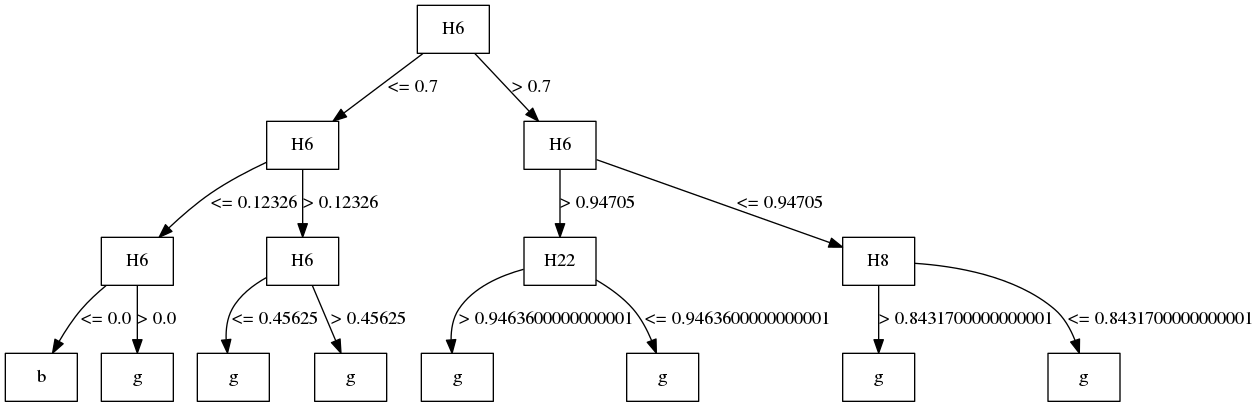 H6
<= 0.7
> 0.7
H6
H6
<= 0.12326
> 0.12326
> 0.94705
<= 0.94705
H6
H6
H22
H8
<= 0.0
> 0.0
<= 0.45625
> 0.45625
> 0.9463600000000001
<= 0.9463600000000001
> 0.8431700000000001
<= 0.8431700000000001
b
g
g
g
g
g
g
g